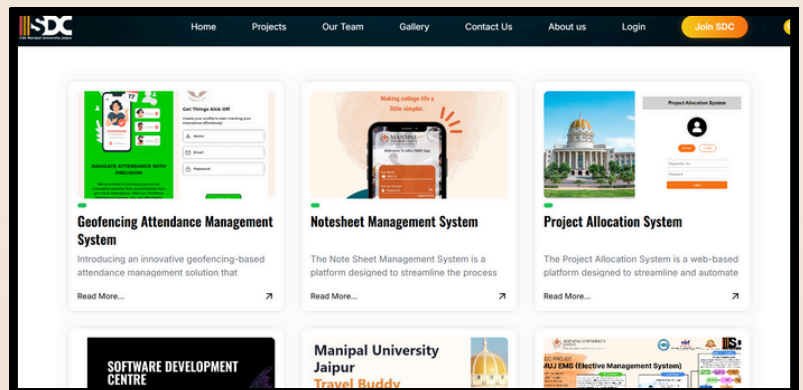 SDC
Home
Projects
Our Team
Gallery
Contact Us
About us
Login
Join SDC
Get Things Kick Off
Name
Email
Password
NAVIGATE ATTENDANCE WITH
PRECISION
Geofencing Attendance Management
System
Introducing an innovative geofencing-based
attendance management solution that
Read More...
Making college life a
little simpler.
MANIPAL
Notesheet Management System
The Note Sheet Management System is a
platform designed to streamline the process
Read More...
Project Allocation System
Password
Project Allocation System
The Project Allocation System is a web-based
platform designed to streamline and automate
Read More...
SOFTWARE DEVELOPMENT
CENTRE
Manipal University
Jaipur
Travel Buddy
MUJ EMS (Elective Management System)